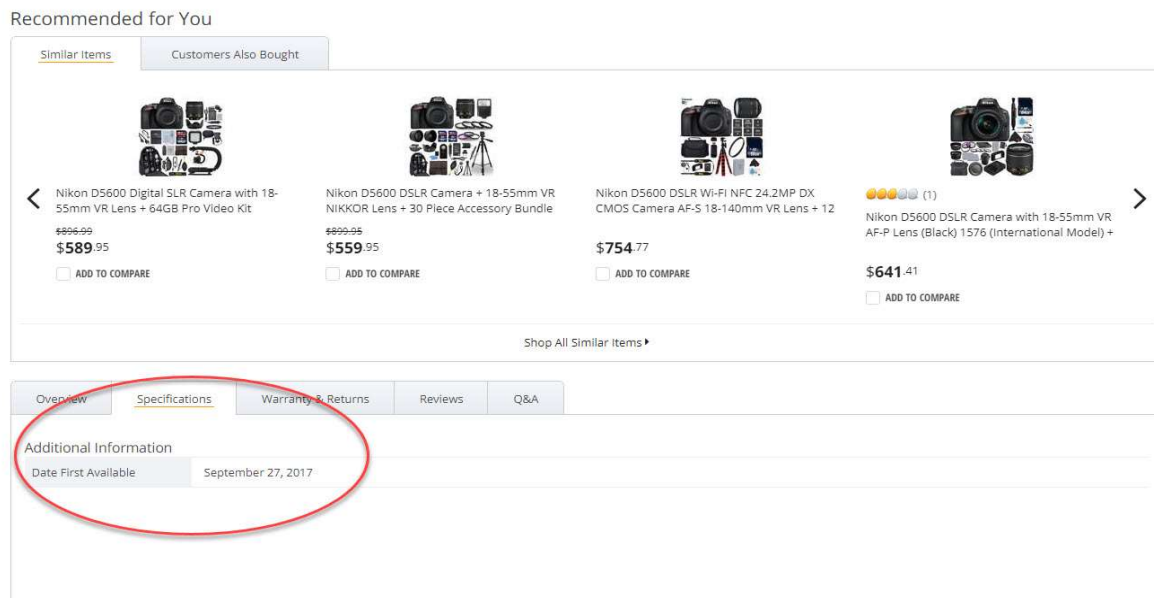 Recommended for You
Similar Items
Customers Also Bought
Nikon D5600 Digital SLR Camera with 18-
55mm VR Lens + 64GB Pro Video Kit
$896.99
$589.95
ADD TO COMPARE
Nikon D5600 DSLR Camera + 18-55mm VR
NIKKOR Lens + 30 Piece Accessory Bundle
$899.95
$559.95
ADD TO COMPARE
Nikon D5600 DSLR Wi-FI NFC 24.2MP DX
CMOS Camera AF-S 18-140mm VR Lens + 12
$754.77
ADD TO COMPARE
(1)
Nikon D5600 DSLR Camera with 18-55mm VR
AF-P Lens (Black) 1576 (International Model) +
$641.41
ADD TO COMPARE
Shop All Similar Items
Overview
Specifications
Warranty & Returns
Reviews
Q&A
Additional Information
Date First Available
September 27, 2017